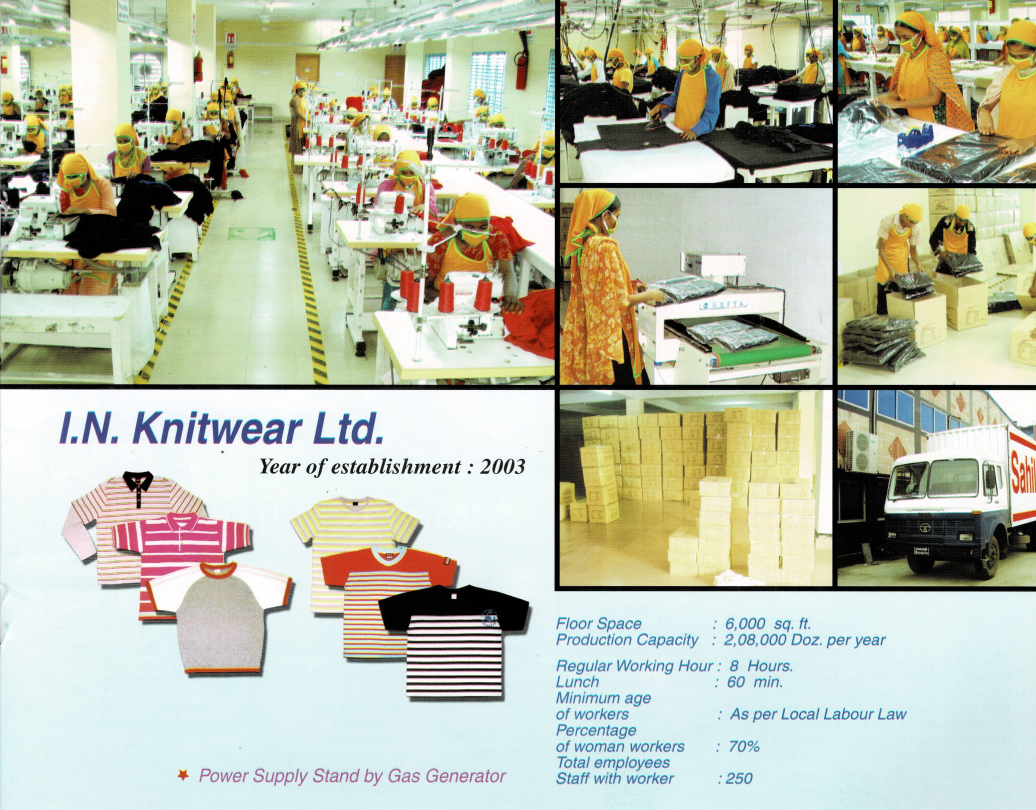 I.N. Knitwear Ltd.
Year of establishment : 2003
Power Supply Stand by Gas Generator
Sahi
Floor Space : 6,000 sq. ft.
Production Capacity : 2,08,000 Doz. per year
Regular Working Hour : 8 Hours.
Lunch : 60 min.
Minimum age
of workers : As per Local Labour Law
Percentage
of woman workers : 70%
Total employees
Staff with worker : 250